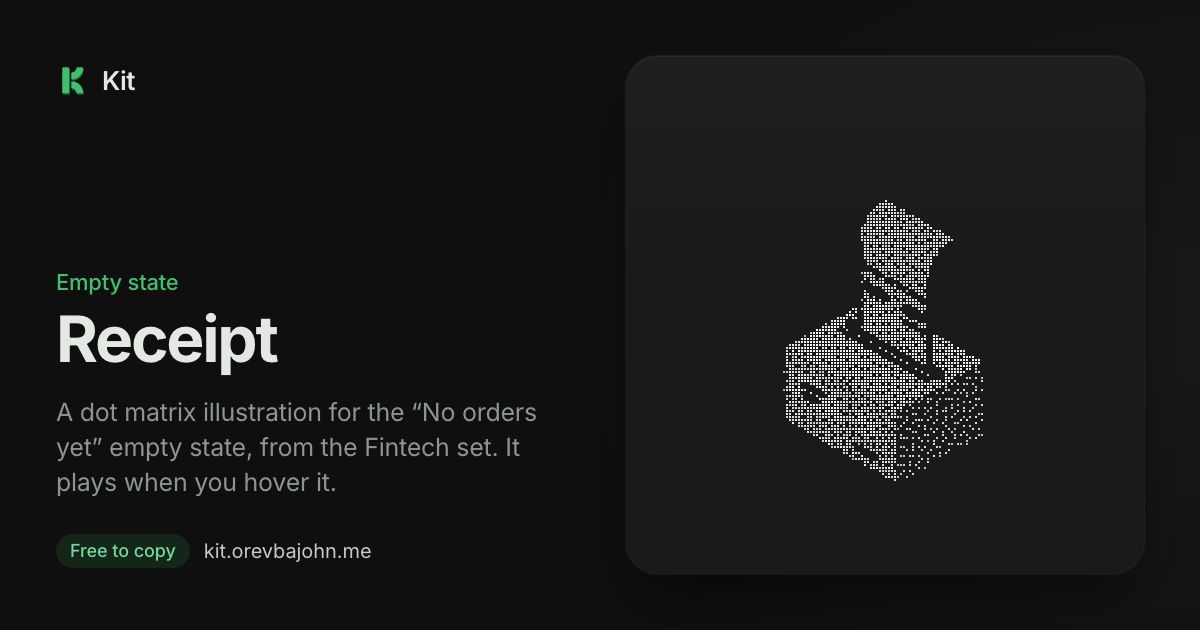 Kit
Empty state
Receipt
A dot matrix illustration for the “No orders
yet” empty state, from the Fintech set. It
plays when you hover it.
Free to copy
kit.orevbajohn.me